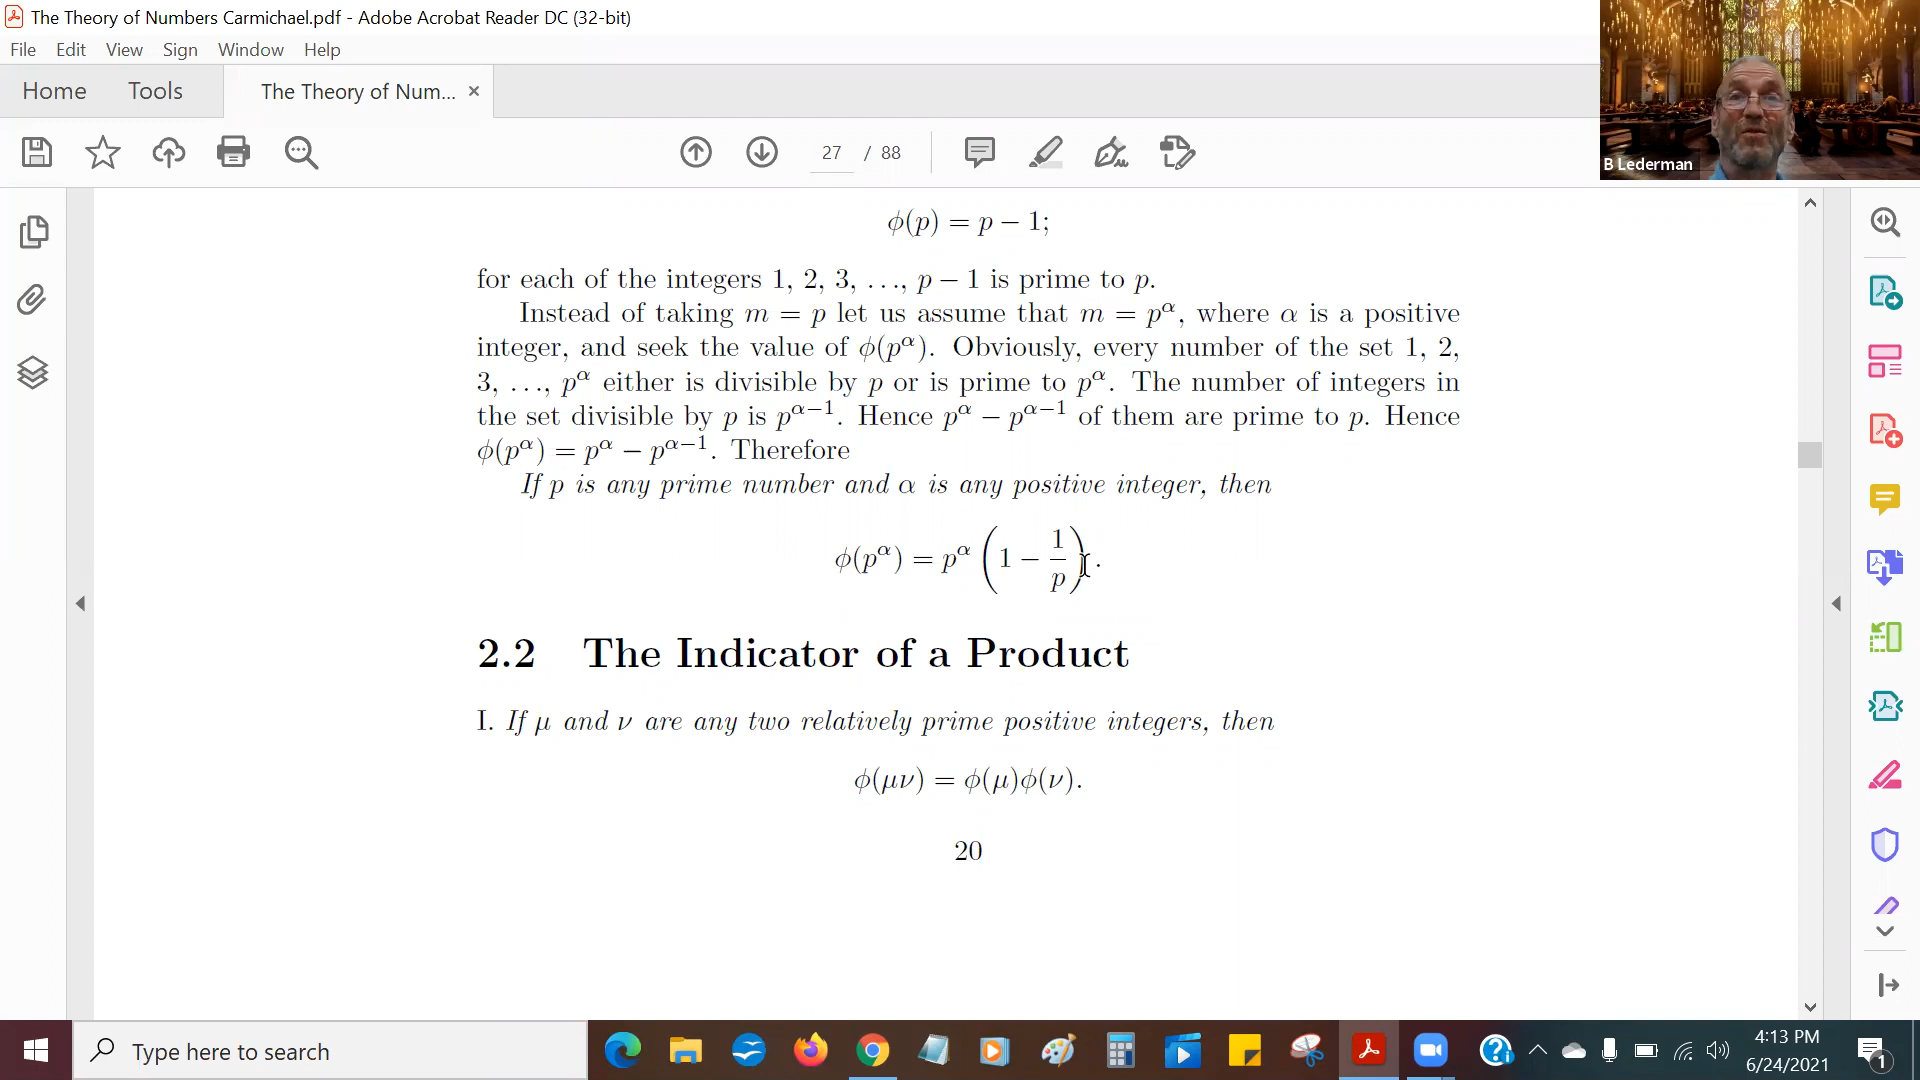 The Theory of Numbers Carmichael.pdf - Adobe Acrobat Reader DC (32-bit)
File Edit View Sign Window Help
Home Tools The Theory of Num... ×
27 / 88
B Lederman
ϕ(p) = p − 1;
for each of the integers 1, 2, 3, . . ., p − 1 is prime to p.
Instead of taking m = p let us assume that m = p^α, where α is a positive
integer, and seek the value of ϕ(p^α). Obviously, every number of the set 1, 2,
3, . . ., p^α either is divisible by p or is prime to p^α. The number of integers in
the set divisible by p is p^{α−1}. Hence p^α − p^{α−1} of them are prime to p. Hence
ϕ(p^α) = p^α − p^{α−1}. Therefore
If p is any prime number and α is any positive integer, then
ϕ(p^α) = p^α (1 − 1/p).
2.2 The Indicator of a Product
I. If μ and ν are any two relatively prime positive integers, then
ϕ(μν) = ϕ(μ)ϕ(ν).
20
Type here to search
4:13 PM
6/24/2021
1